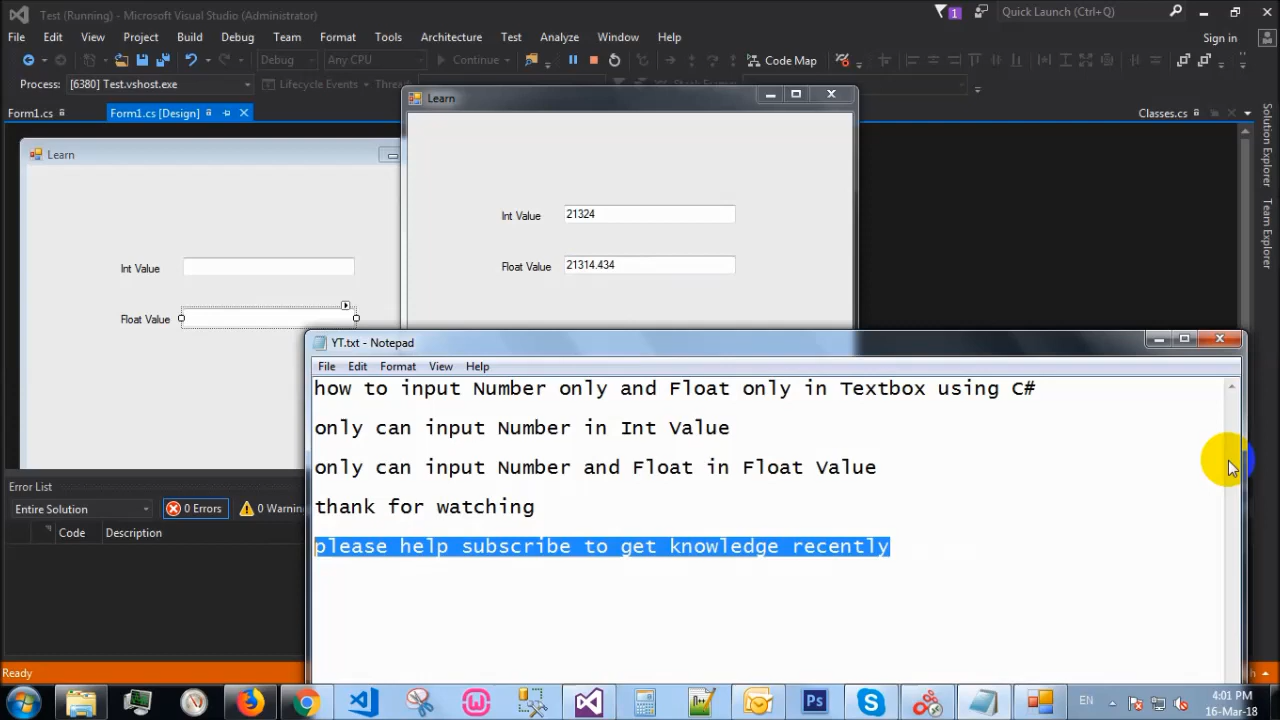 Test (Running) - Microsoft Visual Studio (Administrator)
1
Quick Launch (Ctrl+Q)
File Edit View Project Build Debug Team Format Tools Architecture Test Analyze Window Help
Sign in
Debug Any CPU Continue Code Map
Process: [6380] Test.vshost.exe Lifecycle Events
Form1.cs Form1.cs [Design] Classes.cs
Learn
Int Value
Float Value
Learn
Int Value 21324
Float Value 21314.434
Solution Explorer
Team Explorer
YT.txt - Notepad
File Edit Format View Help
how to input Number only and Float only in Textbox using C#
only can input Number in Int Value
only can input Number and Float in Float Value
thank for watching
please help subscribe to get knowledge recently
Error List
Entire Solution 0 Errors 0 Warnin
Code Description
Ready
EN
4:01 PM
16-Mar-18